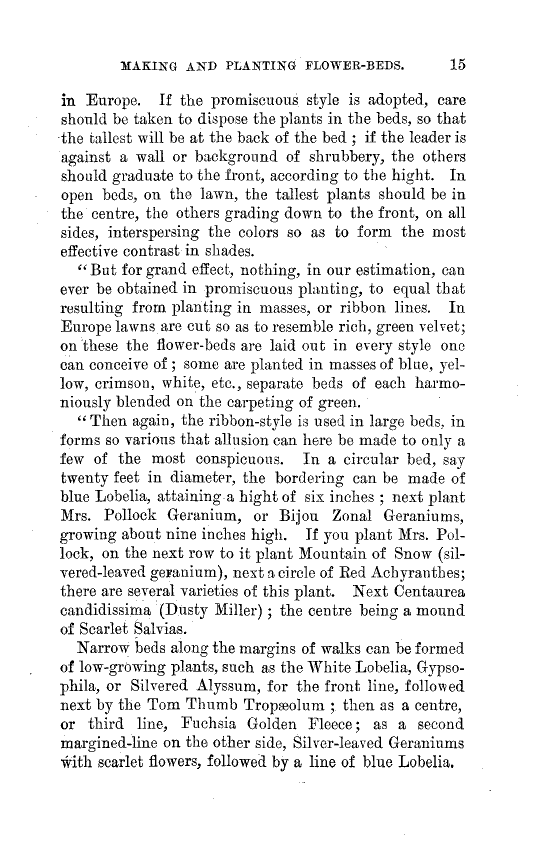 MAKING AND PLANTING FLOWER-BEDS. 15
in Europe. If the promiscuous style is adopted, care
should be taken to dispose the plants in the beds, so that
the tallest will be at the back of the bed ; if the leader is
against a wall or background of shrubbery, the others
should graduate to the front, according to the hight. In
open beds, on the lawn, the tallest plants should be in
the centre, the others grading down to the front, on all
sides, interspersing the colors so as to form the most
effective contrast in shades.
“But for grand effect, nothing, in our estimation, can
ever be obtained in promiscuous planting, to equal that
resulting from planting in masses, or ribbon lines. In
Europe lawns are cut so as to resemble rich, green velvet;
on these the flower-beds are laid out in every style one
can conceive of ; some are planted in masses of blue, yel-
low, crimson, white, etc., separate beds of each harmo-
niously blended on the carpeting of green.
“Then again, the ribbon-style is used in large beds, in
forms so various that allusion can here be made to only a
few of the most conspicuous. In a circular bed, say
twenty feet in diameter, the bordering can be made of
blue Lobelia, attaining a hight of six inches ; next plant
Mrs. Pollock Geranium, or Bijou Zonal Geraniums,
growing about nine inches high. If you plant Mrs. Pol-
lock, on the next row to it plant Mountain of Snow (sil-
vered-leaved geranium), next a circle of Red Achyranthes;
there are several varieties of this plant. Next Centaurea
candidissima (Dusty Miller) ; the centre being a mound
of Scarlet Salvias.
Narrow beds along the margins of walks can be formed
of low-growing plants, such as the White Lobelia, Gypso-
phila, or Silvered Alyssum, for the front line, followed
next by the Tom Thumb Tropæolum ; then as a centre,
or third line, Fuchsia Golden Fleece ; as a second
margined-line on the other side, Silver-leaved Geraniums
with scarlet flowers, followed by a line of blue Lobelia.